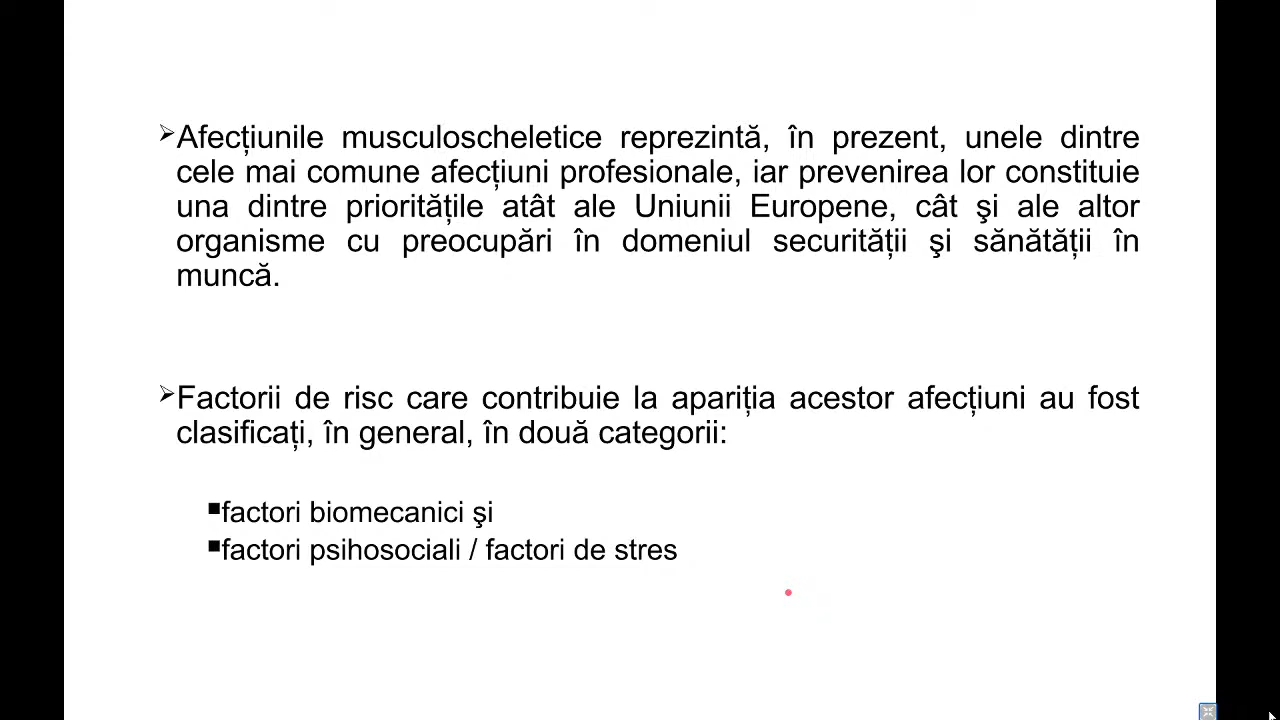 ➢Afecțiunile musculoscheletice reprezintă, în prezent, unele dintre
cele mai comune afecțiuni profesionale, iar prevenirea lor constituie
una dintre prioritățile atât ale Uniunii Europene, cât şi ale altor
organisme cu preocupări în domeniul securității şi sănătății în
muncă.
➢Factorii de risc care contribuie la apariția acestor afecțiuni au fost
clasificați, în general, în două categorii:
▪factori biomecanici şi
▪factori psihosociali / factori de stres